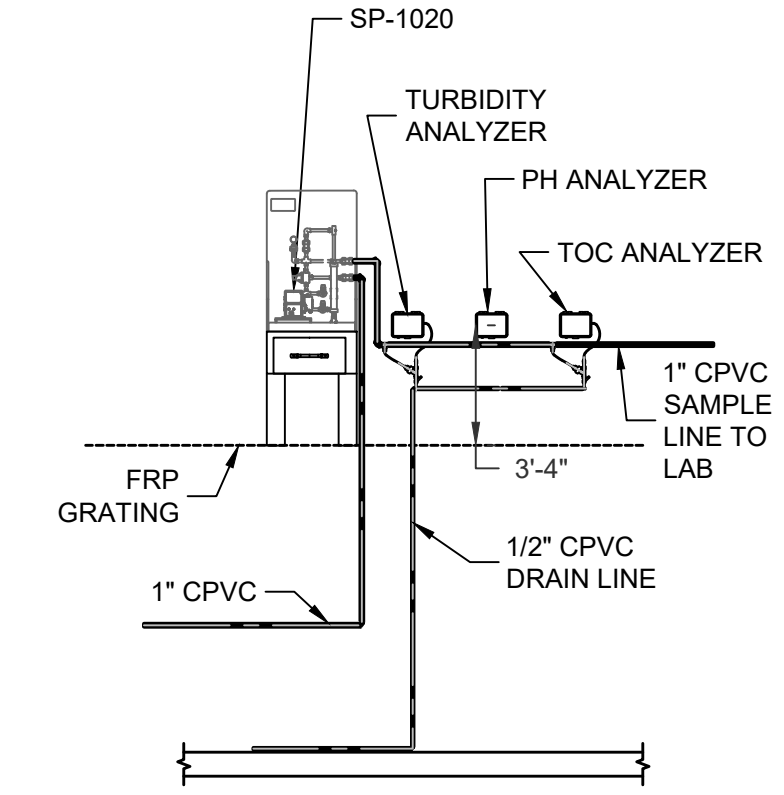 SP-1020
TURBIDITY
ANALYZER
PH ANALYZER
TOC ANALYZER
1" CPVC
SAMPLE
LINE TO
LAB
3'-4"
FRP
GRATING
1/2" CPVC
DRAIN LINE
1" CPVC